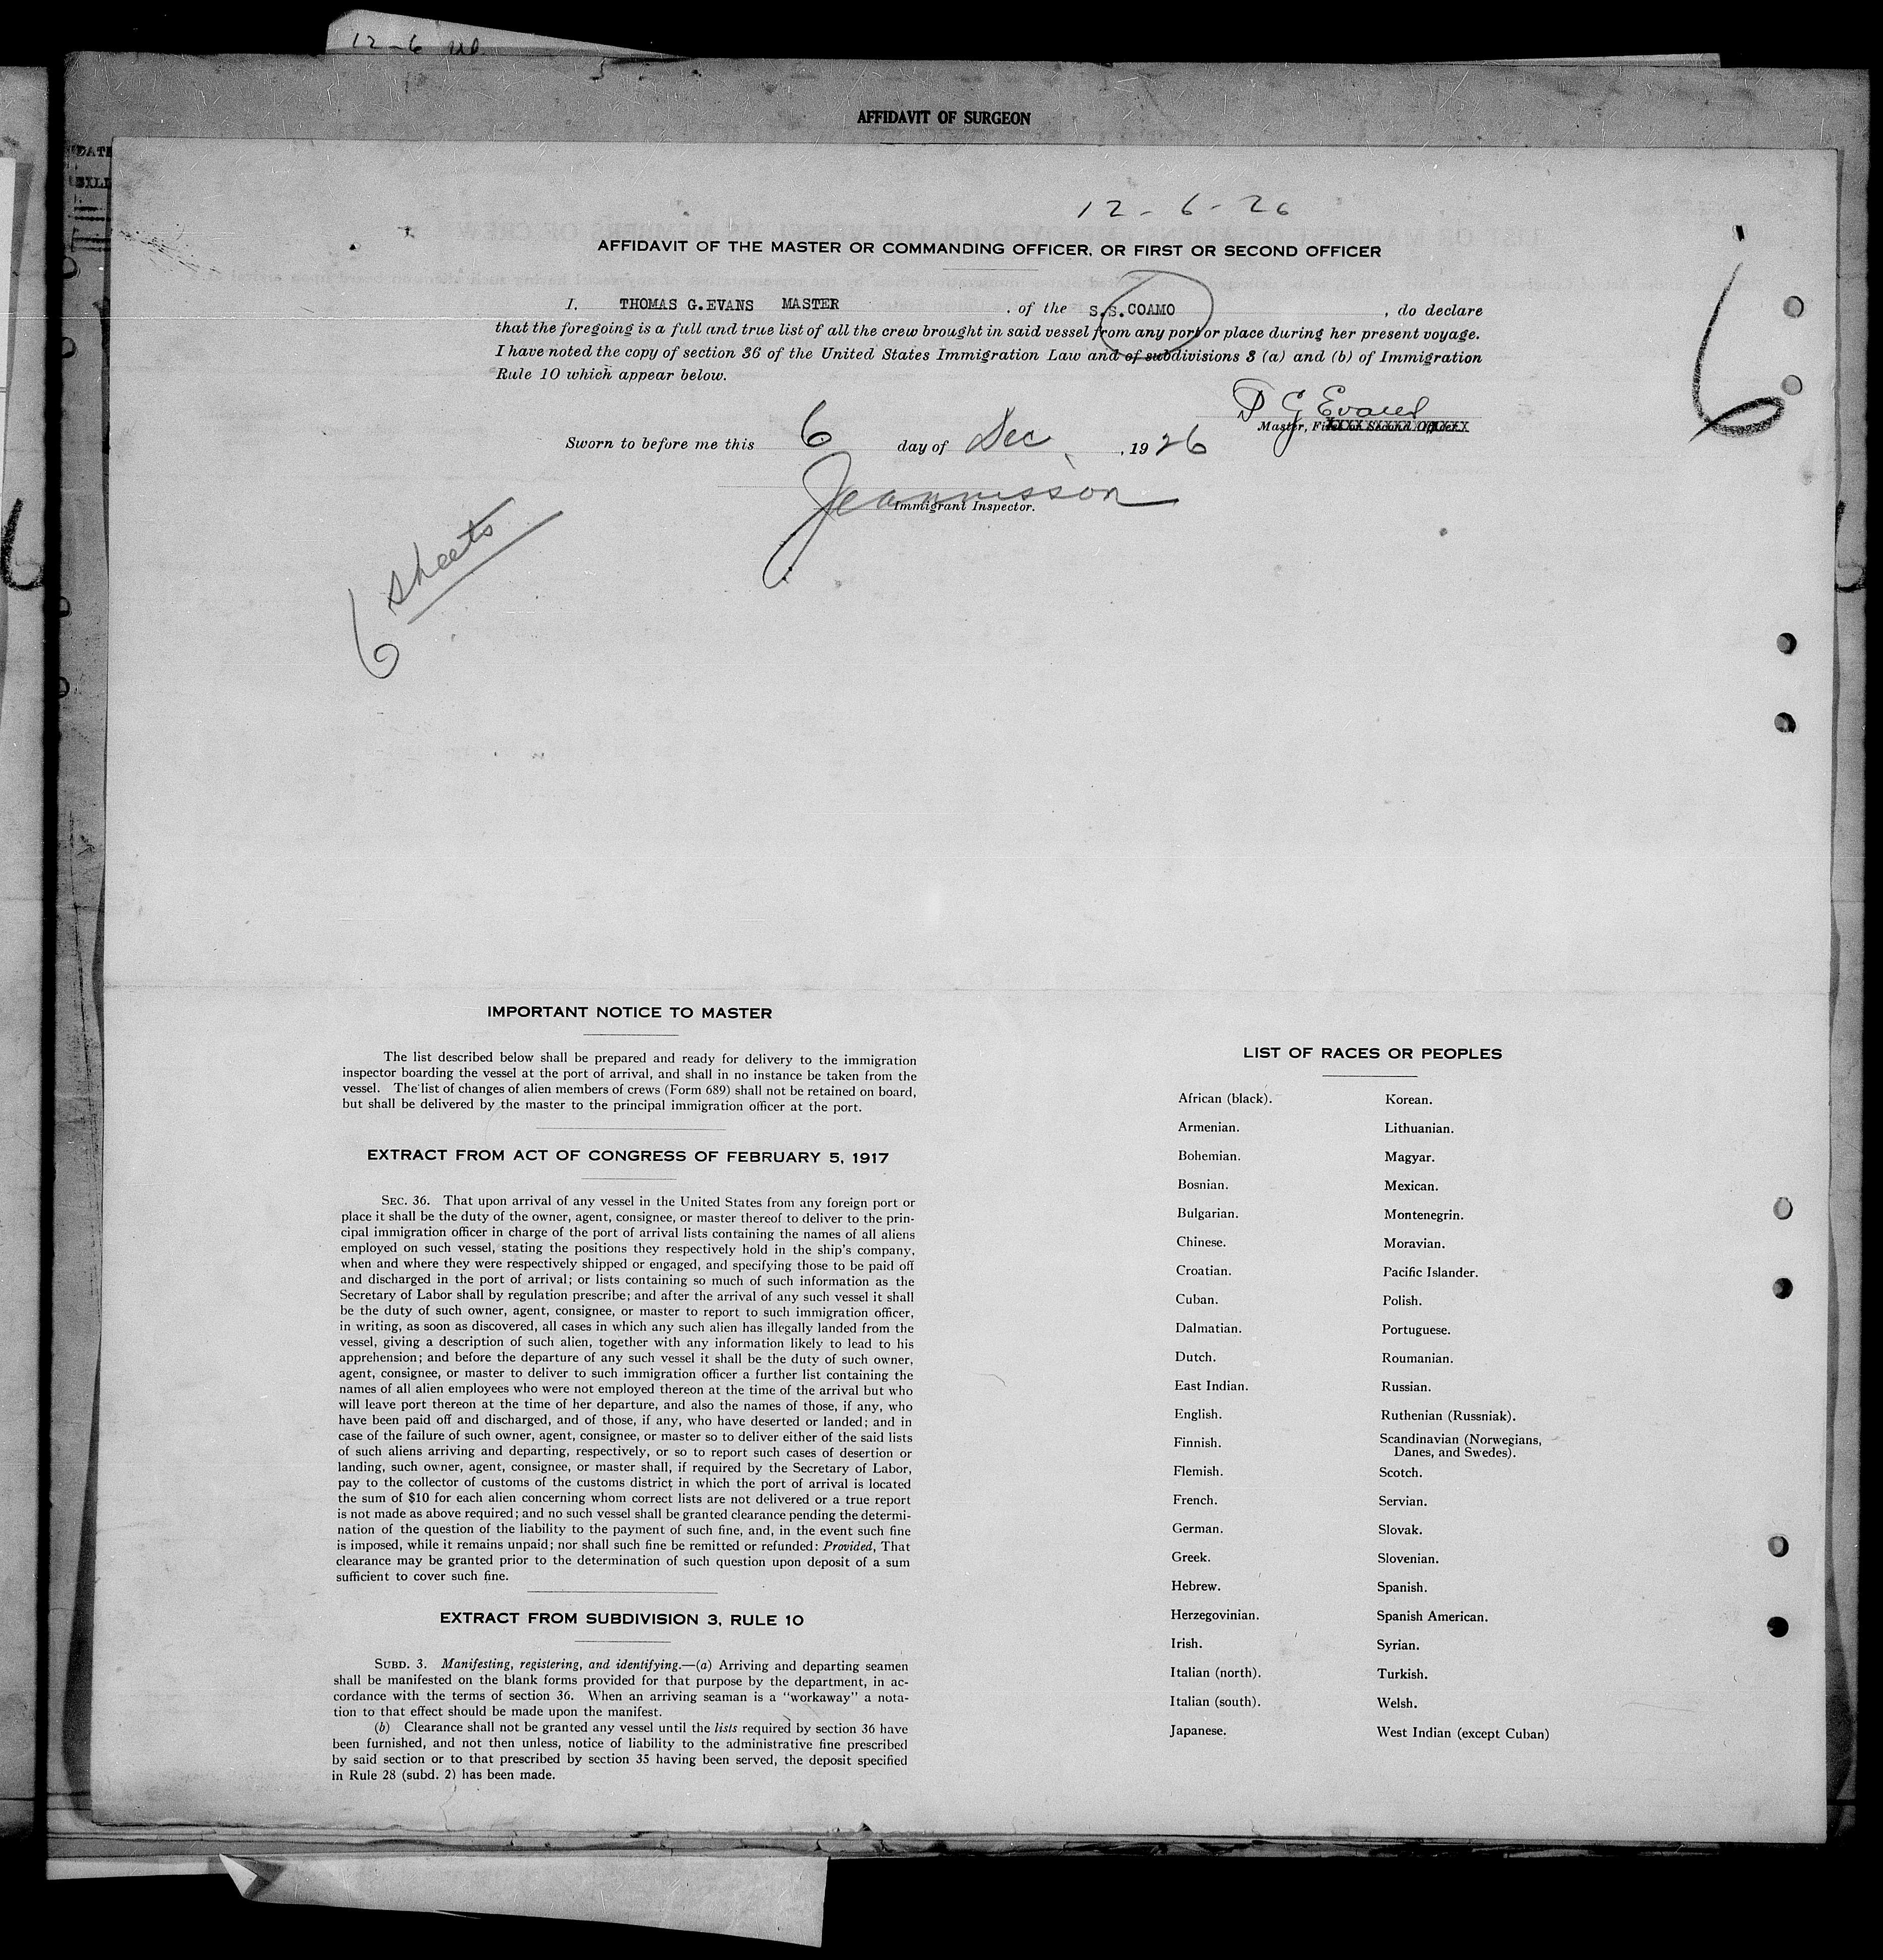 12-6
AFFIDAVIT OF SURGEON
12-6-26
AFFIDAVIT OF THE MASTER OR COMMANDING OFFICER, OR FIRST OR SECOND OFFICER
I, THOMAS G.EVANS MASTER, of the S.S.COAMO, do declare
that the foregoing is a full and true list of all the crew brought in said vessel from any port or place during her present voyage.
I have noted the copy of section 36 of the United States Immigration Law and of subdivisions 3 (a) and (b) of Immigration
Rule 10 which appear below.
T G Evans
Master, First or Second Officer.
Sworn to before me this 6 day of Dec, 1926
Immigrant Inspector.
6 sheets
6
IMPORTANT NOTICE TO MASTER
The list described below shall be prepared and ready for delivery to the immigration
inspector boarding the vessel at the port of arrival, and shall in no instance be taken from the
vessel. The list of changes of alien members of crews (Form 689) shall not be retained on board,
but shall be delivered by the master to the principal immigration officer at the port.
EXTRACT FROM ACT OF CONGRESS OF FEBRUARY 5, 1917
SEC. 36. That upon arrival of any vessel in the United States from any foreign port or
place it shall be the duty of the owner, agent, consignee, or master thereof to deliver to the prin-
cipal immigration officer in charge of the port of arrival lists containing the names of all aliens
employed on such vessel, stating the positions they respectively hold in the ship's company,
when and where they were respectively shipped or engaged, and specifying those to be paid off
and discharged in the port of arrival; or lists containing so much of such information as the
Secretary of Labor shall by regulation prescribe; and after the arrival of any such vessel it shall
be the duty of such owner, agent, consignee, or master to report to such immigration officer,
in writing, as soon as discovered, all cases in which any such alien has illegally landed from the
vessel, giving a description of such alien, together with any information likely to lead to his
apprehension; and before the departure of any such vessel it shall be the duty of such owner,
agent, consignee, or master to deliver to such immigration officer a further list containing the
names of all alien employees who were not employed thereon at the time of the arrival but who
will leave port thereon at the time of her departure, and also the names of those, if any, who
have been paid off and discharged, and of those, if any, who have deserted or landed; and in
case of the failure of such owner, agent, consignee, or master so to deliver either of the said lists
of such aliens arriving and departing, respectively, or so to report such cases of desertion or
landing, such owner, agent, consignee, or master shall, if required by the Secretary of Labor,
pay to the collector of customs of the customs district in which the port of arrival is located
the sum of $10 for each alien concerning whom correct lists are not delivered or a true report
is not made as above required; and no such vessel shall be granted clearance pending the determi-
nation of the question of the liability to the payment of such fine, and, in the event such fine
is imposed, while it remains unpaid; nor shall such fine be remitted or refunded: Provided, That
clearance may be granted prior to the determination of such question upon deposit of a sum
sufficient to cover such fine.
EXTRACT FROM SUBDIVISION 3, RULE 10
SUBD. 3. Manifesting, registering, and identifying.—(a) Arriving and departing seamen
shall be manifested on the blank forms provided for that purpose by the department, in ac-
cordance with the terms of section 36. When an arriving seaman is a "workaway" a nota-
tion to that effect should be made upon the manifest.
(b) Clearance shall not be granted any vessel until the lists required by section 36 have
been furnished, and not then unless, notice of liability to the administrative fine prescribed
by said section or to that prescribed by section 35 having been served, the deposit specified
in Rule 28 (subd. 2) has been made.
LIST OF RACES OR PEOPLES
African (black).
Armenian.
Bohemian.
Bosnian.
Bulgarian.
Chinese.
Croatian.
Cuban.
Dalmatian.
Dutch.
East Indian.
English.
Finnish.
Flemish.
French.
German.
Greek.
Hebrew.
Herzegovinian.
Irish.
Italian (north).
Italian (south).
Japanese.
Korean.
Lithuanian.
Magyar.
Mexican.
Montenegrin.
Moravian.
Pacific Islander.
Polish.
Portuguese.
Roumanian.
Russian.
Ruthenian (Russniak).
Scandinavian (Norwegians,
Danes, and Swedes).
Scotch.
Servian.
Slovak.
Slovenian.
Spanish.
Spanish American.
Syrian.
Turkish.
Welsh.
West Indian (except Cuban)